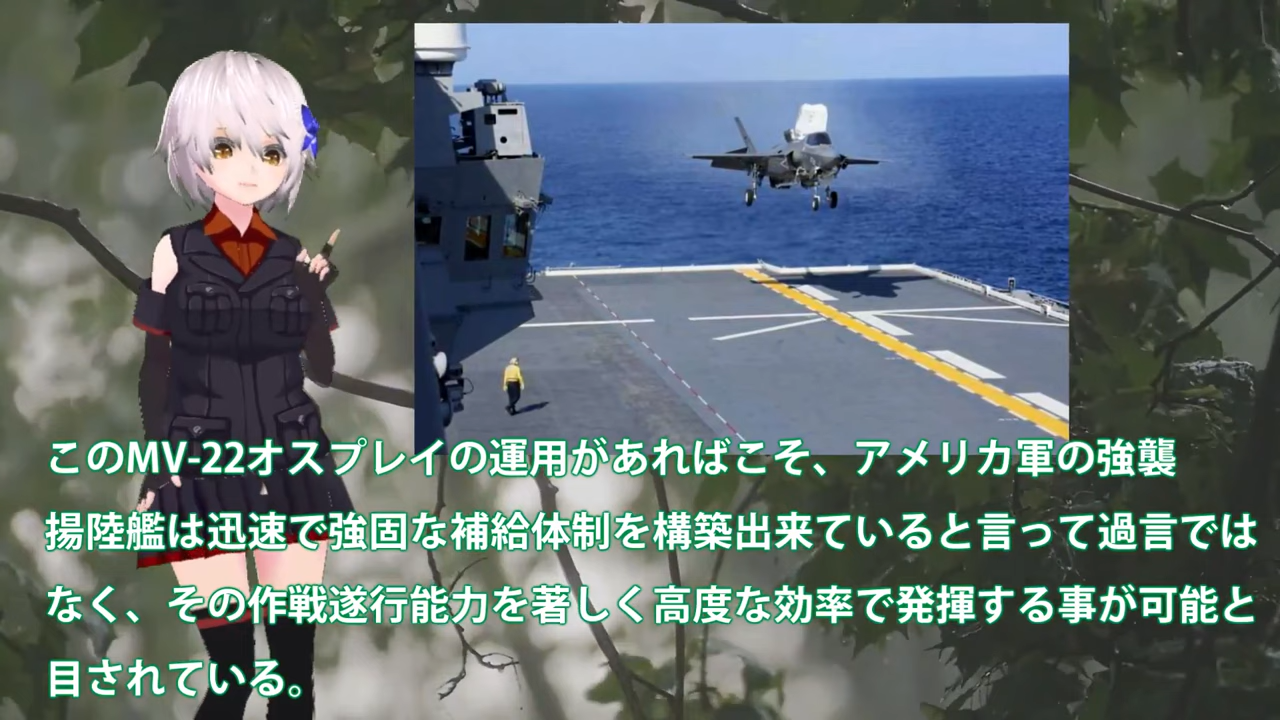 このMV-22オスプレイの運用があればこそ、アメリカ軍の強襲
揚陸艦は迅速で強固な補給体制を構築出来ていると言って過言では
なく、その作戦遂行能力を著しく高度な効率で発揮する事が可能と
目されている。